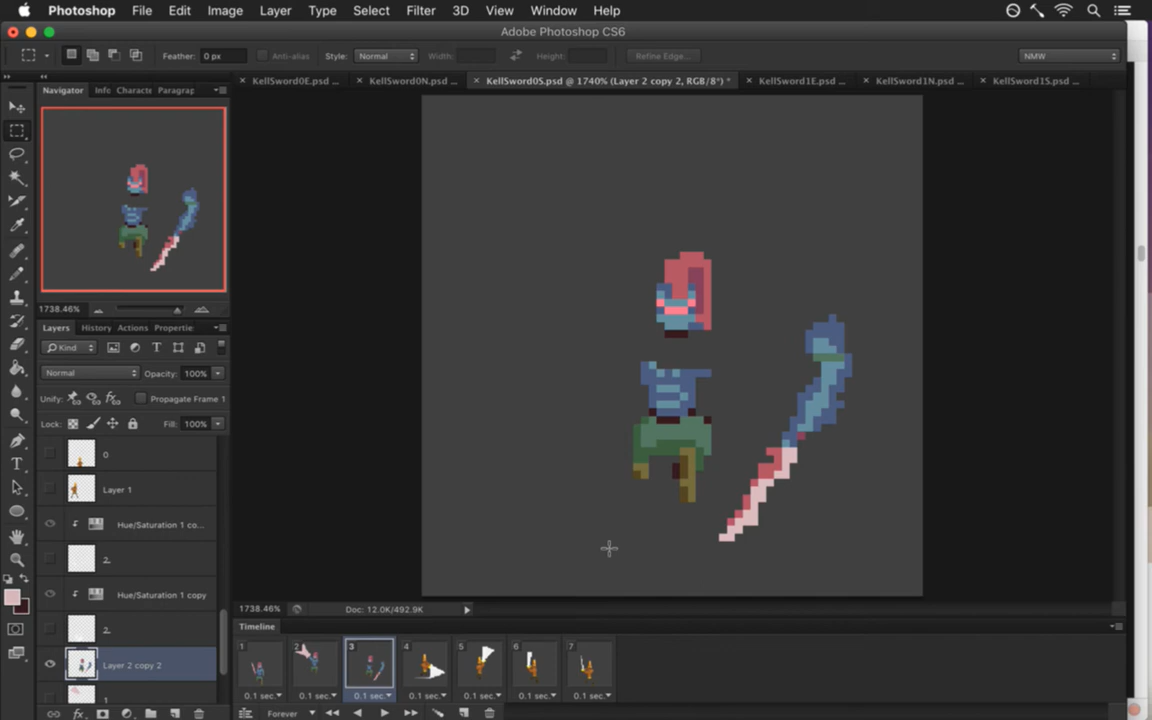 Photoshop File Edit Image Layer Type Select Filter 3D View Window Help
Adobe Photoshop CS6
Feather: 0 px Anti-alias Style: Normal Width: Height: Refine Edge... NMW
KellSword0E.psd ... KellSword0N.psd ... KellSword0S.psd @ 1740% (Layer 2 copy 2, RGB/8*) * KellSword1E.psd ... KellSword1N.psd ... KellSword1S.psd ...
Navigator Info Characte Paragrap
1738.46%
Layers History Actions Propertie
Kind
Normal Opacity: 100%
Unify: Propagate Frame 1
Lock: Fill: 100%
0
Layer 1
Hue/Saturation 1 co...
2.
Hue/Saturation 1 copy
2.
Layer 2 copy 2
1
1738.46% Doc: 12.0K/492.9K
Timeline
1 2 3 4 5 6 7
0.1 sec. 0.1 sec. 0.1 sec. 0.1 sec. 0.1 sec. 0.1 sec. 0.1 sec.
Forever